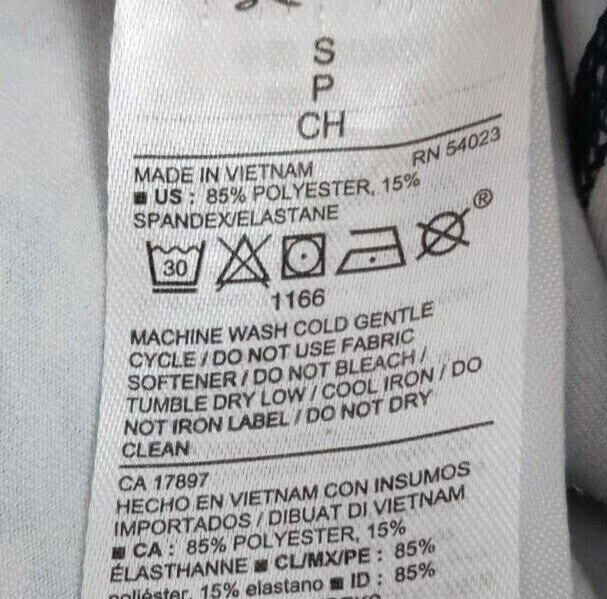 S
P
CH
MADE IN VIETNAM RN 54023
■ US : 85% POLYESTER, 15%
SPANDEX/ELASTANE
30
®
1166
MACHINE WASH COLD GENTLE
CYCLE / DO NOT USE FABRIC
SOFTENER / DO NOT BLEACH /
TUMBLE DRY LOW / COOL IRON / DO
NOT IRON LABEL / DO NOT DRY
CLEAN
CA 17897
HECHO EN VIETNAM CON INSUMOS
IMPORTADOS / DIBUAT DI VIETNAM
■ CA : 85% POLYESTER, 15%
ÉLASTHANNE ■ CL/MX/PE : 85%
poliéster, 15% elastano ■ ID : 85%